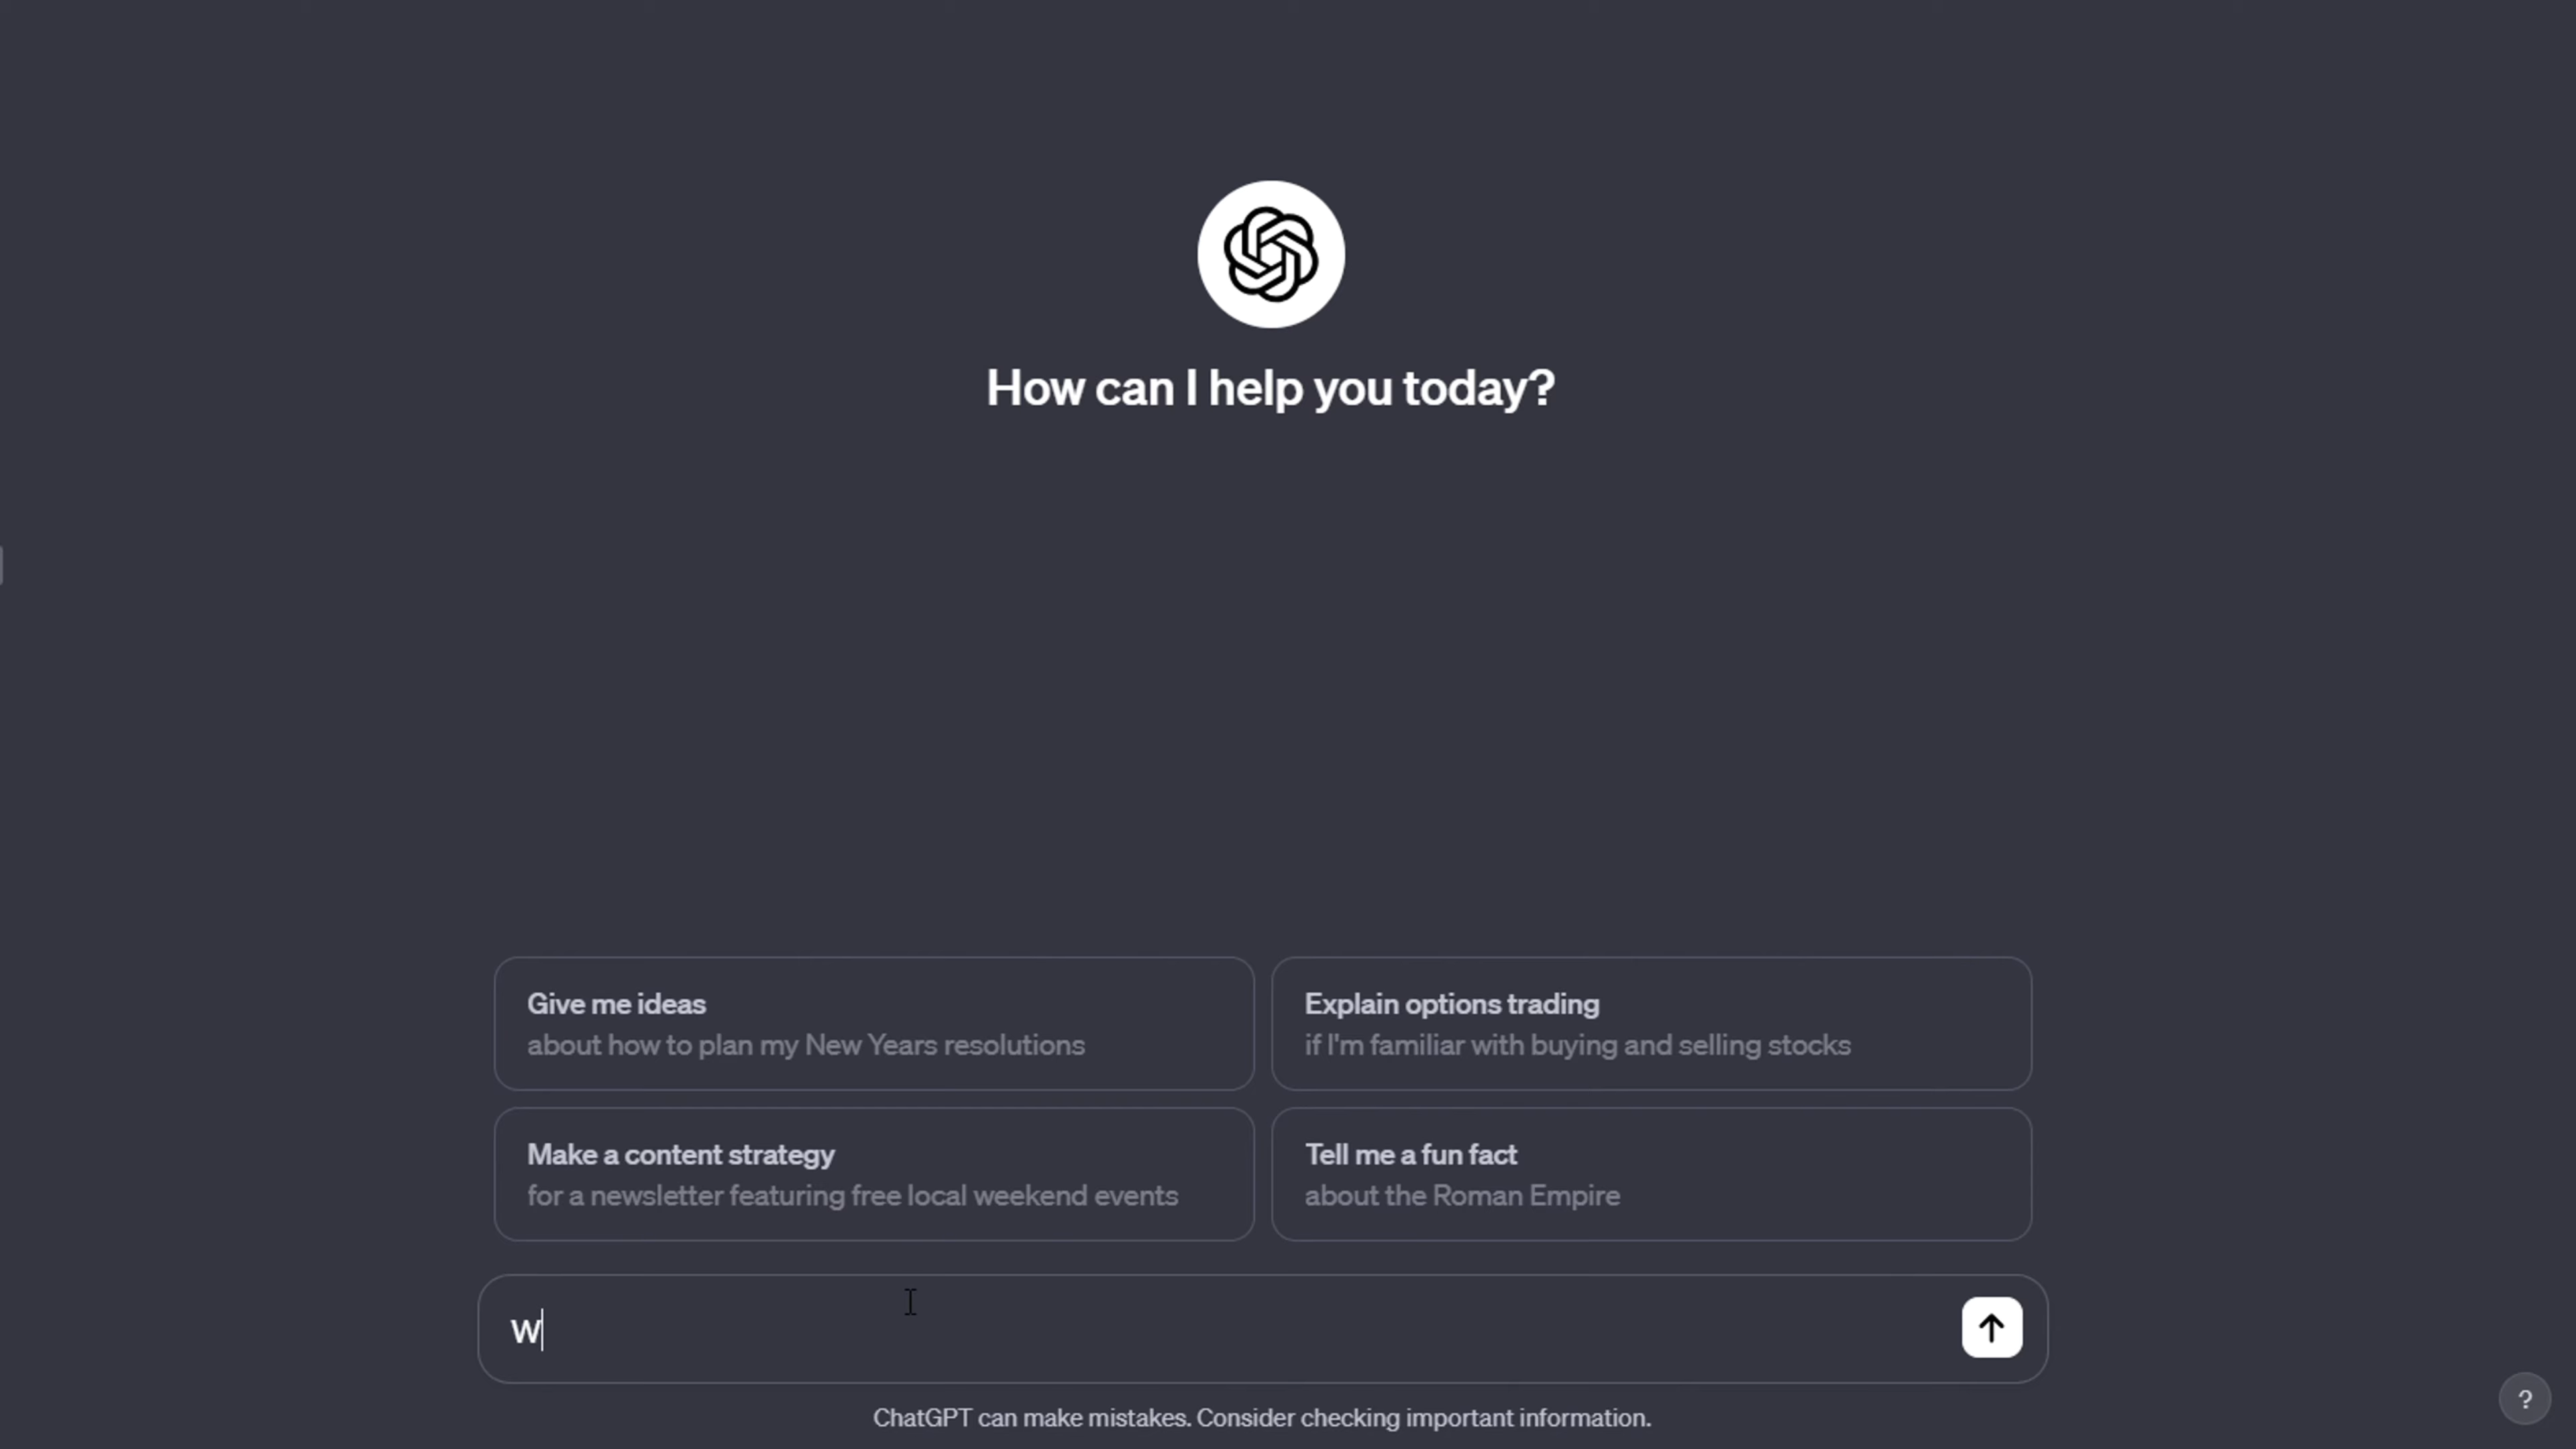 How can I help you today?
Give me ideas
about how to plan my New Years resolutions
Explain options trading
if I'm familiar with buying and selling stocks
Make a content strategy
for a newsletter featuring free local weekend events
Tell me a fun fact
about the Roman Empire
W
ChatGPT can make mistakes. Consider checking important information.
?